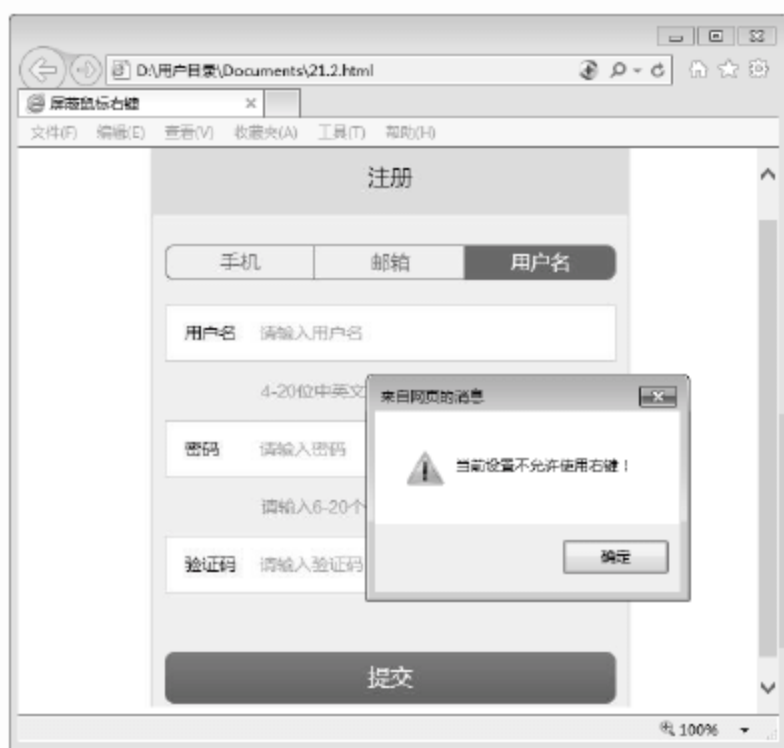 D:\用户目录\Documents\21.2.html
屏蔽鼠标右键
文件(F) 编辑(E) 查看(V) 收藏夹(A) 工具(T) 帮助(H)
注册
手机 邮箱 用户名
用户名 请输入用户名
4-20位中英文
来自网页的消息
密码 请输入密码
当前设置不允许使用右键！
请输入6-20个
确定
验证码 请输入验证码
提交
100%